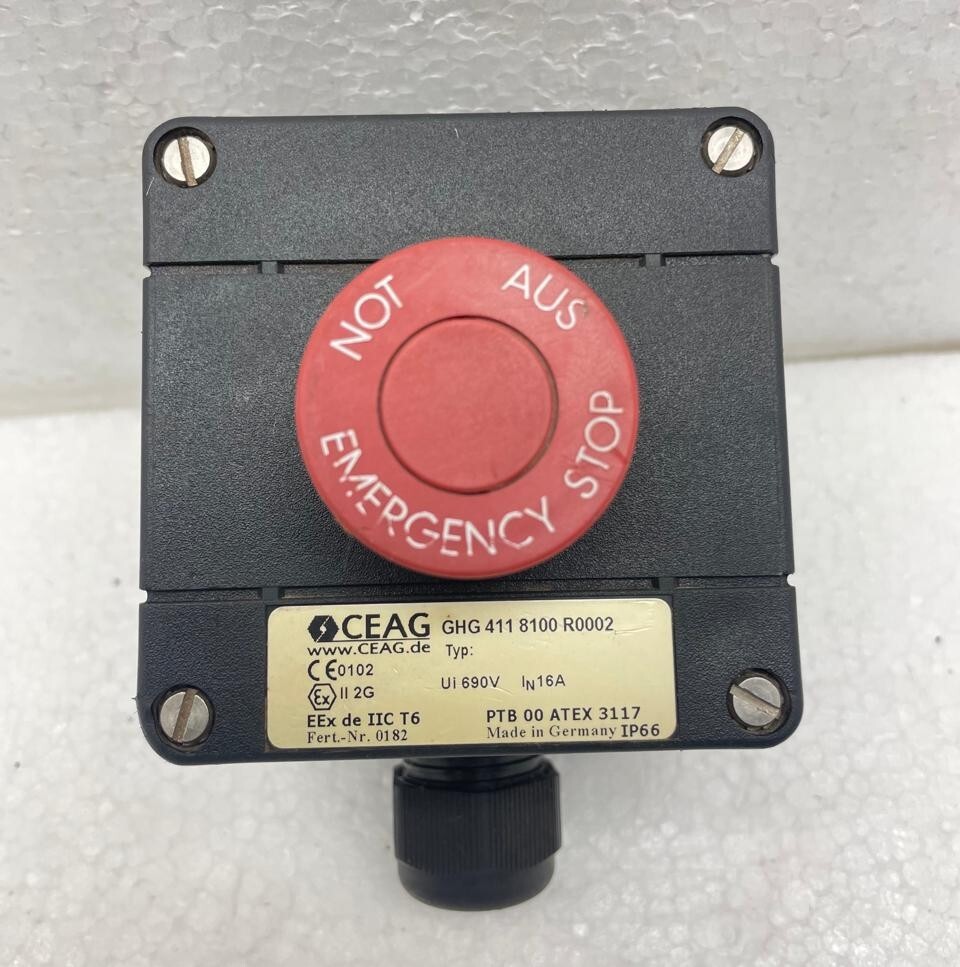 NOT AUS
EMERGENCY STOP
CEAG GHG 411 8100 R0002
www.CEAG.de Typ:
CE0102
Ex II 2G Ui 690V IN16A
EEx de IIC T6 PTB 00 ATEX 3117
Fert.-Nr. 0182 Made in Germany IP66